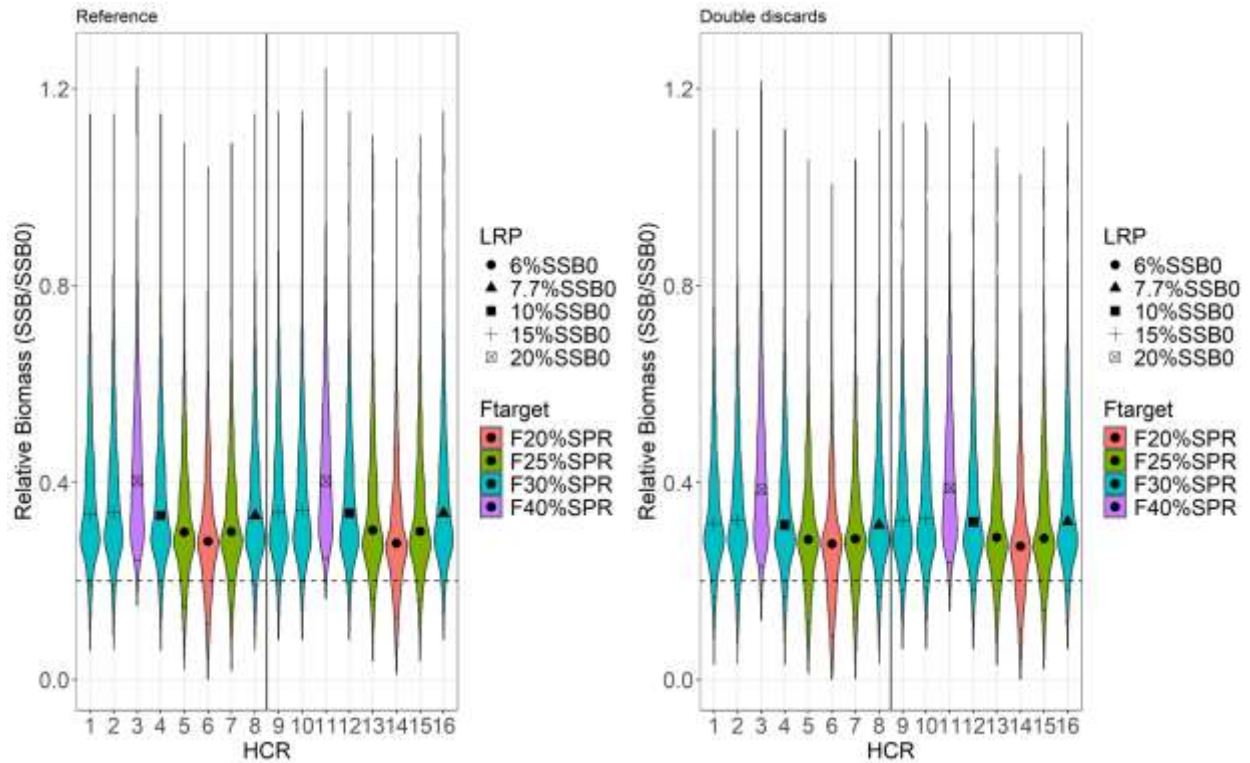 Reference
Relative Biomass (SSB/SSB0)
1.2
0.8
0.4
0.0
1 2 3 4 5 6 7 8 9 10 11 12 13 14 15 16
HCR
LRP
6%SSB0
7.7%SSB0
10%SSB0
15%SSB0
20%SSB0
Ftarget
F20%SPR
F25%SPR
F30%SPR
F40%SPR
Double discards
Relative Biomass (SSB/SSB0)
1.2
0.8
0.4
0.0
1 2 3 4 5 6 7 8 9 10 11 12 13 14 15 16
HCR
LRP
6%SSB0
7.7%SSB0
10%SSB0
15%SSB0
20%SSB0
Ftarget
F20%SPR
F25%SPR
F30%SPR
F40%SPR